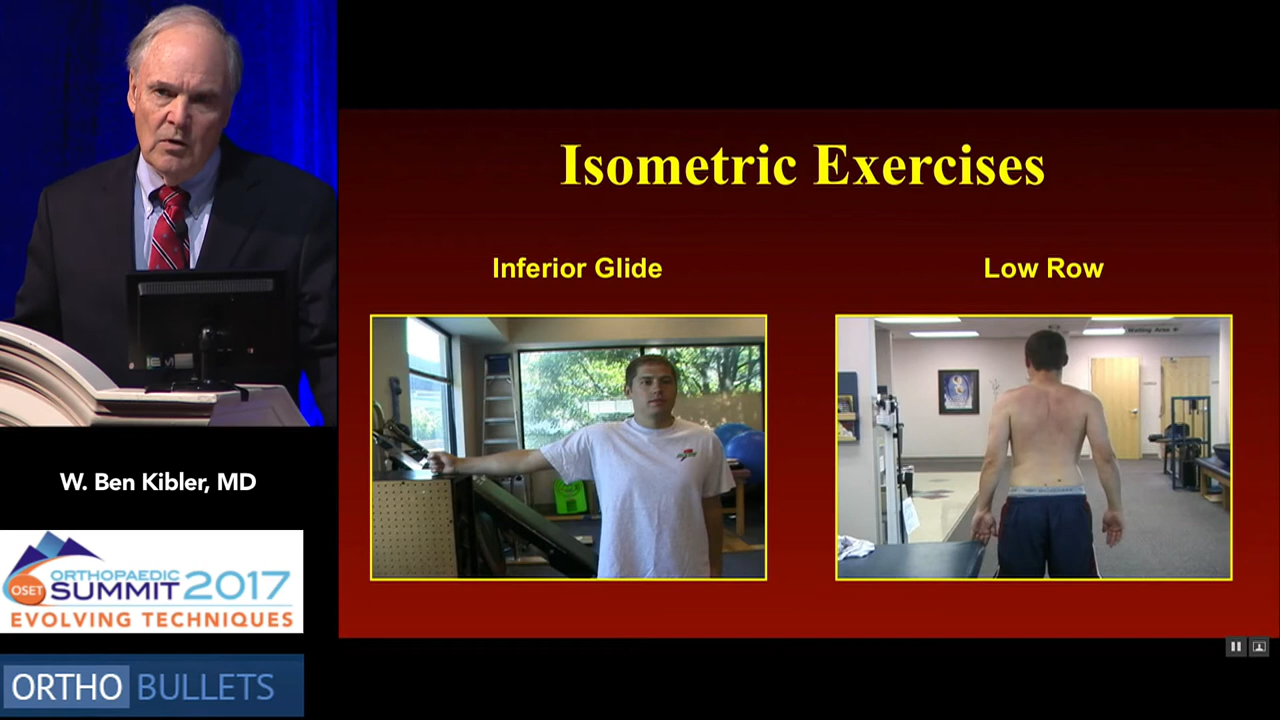 Isometric Exercises
Inferior Glide
Low Row
W. Ben Kibler, MD
OSET
ORTHOPAEDIC
SUMMIT 2017
EVOLVING TECHNIQUES
ORTHO BULLETS